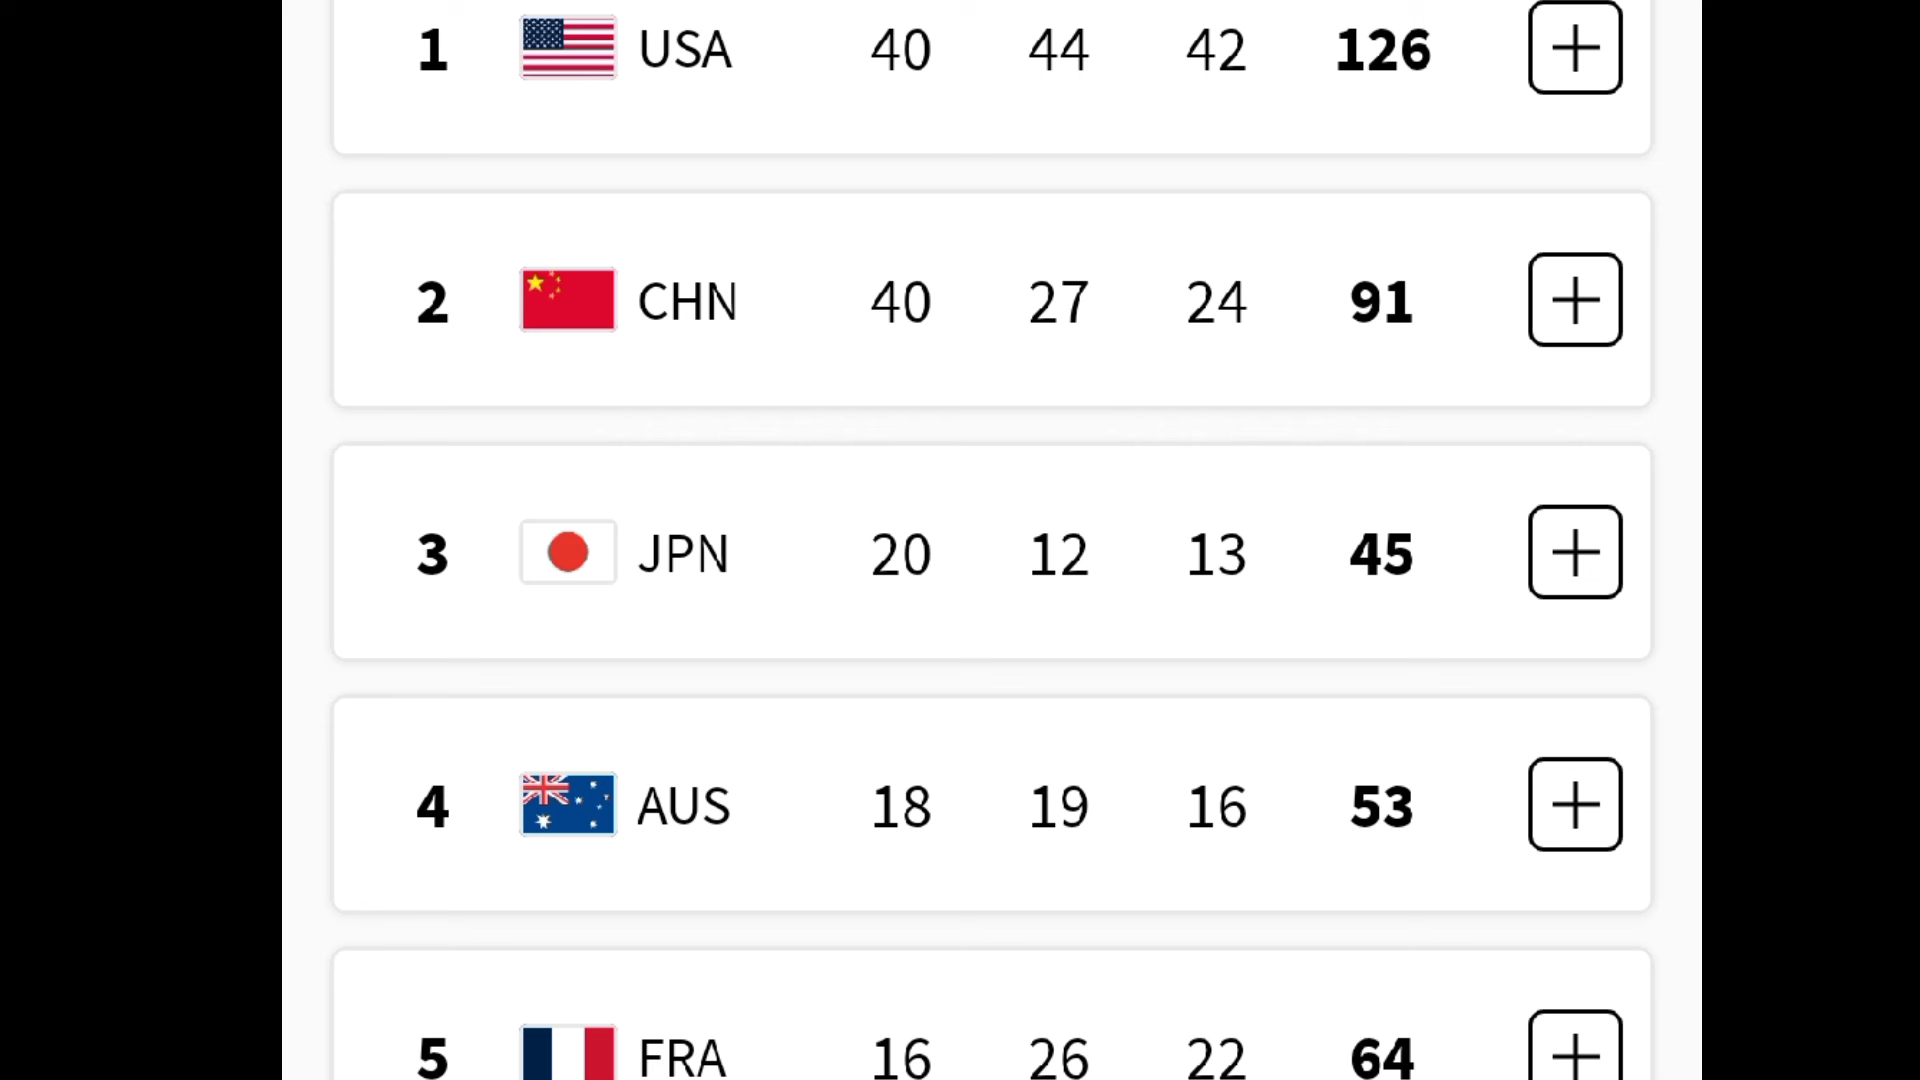 1 USA 40 44 42 126 +
2 CHN 40 27 24 91 +
3 JPN 20 12 13 45 +
4 AUS 18 19 16 53 +
5 FRA 16 26 22 64 +